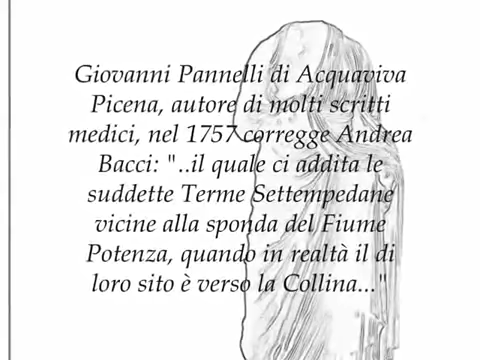 Giovanni Pannelli di Acquaviva
Picena, autore di molti scritti
medici, nel 1757 corregge Andrea
Bacci: "..il quale ci addita le
suddette Terme Settempedane
vicine alla sponda del Fiume
Potenza, quando in realtà il di
loro sito è verso la Collina..."